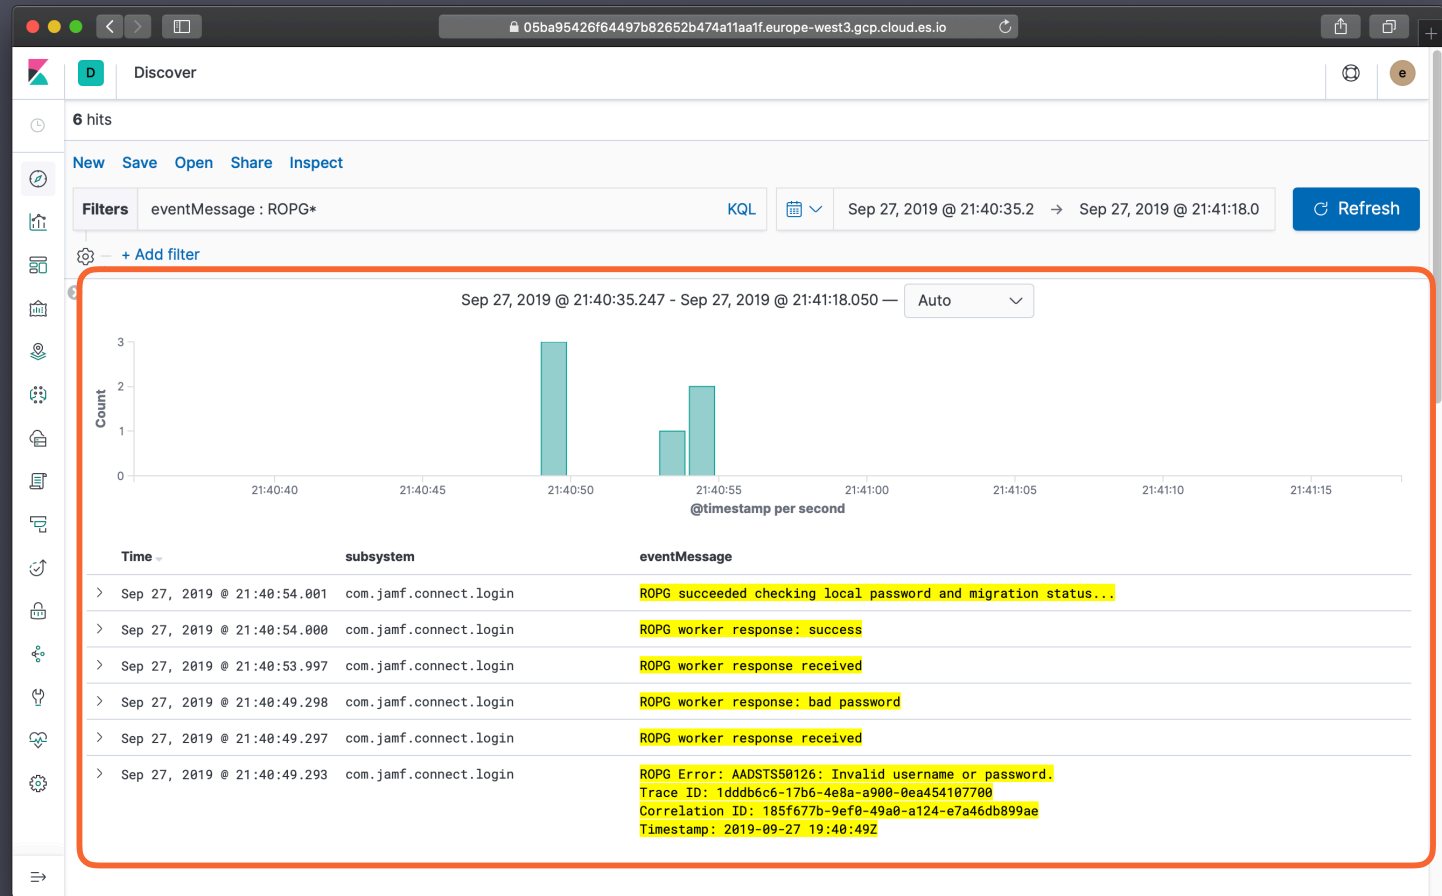 05ba95426f64497b82652b474a11aa1f.europe-west3.gcp.cloud.es.io
D
Discover
e
6 hits
New Save Open Share Inspect
Filters eventMessage : ROPG* KQL Sep 27, 2019 @ 21:40:35.2 → Sep 27, 2019 @ 21:41:18.0 Refresh
+ Add filter
Sep 27, 2019 @ 21:40:35.247 - Sep 27, 2019 @ 21:41:18.050 — Auto
3
2
1
0
Count
21:40:40 21:40:45 21:40:50 21:40:55 21:41:00 21:41:05 21:41:10 21:41:15
@timestamp per second
Time subsystem eventMessage
Sep 27, 2019 @ 21:40:54.001 com.jamf.connect.login ROPG succeeded checking local password and migration status...
Sep 27, 2019 @ 21:40:54.000 com.jamf.connect.login ROPG worker response: success
Sep 27, 2019 @ 21:40:53.997 com.jamf.connect.login ROPG worker response received
Sep 27, 2019 @ 21:40:49.298 com.jamf.connect.login ROPG worker response: bad password
Sep 27, 2019 @ 21:40:49.297 com.jamf.connect.login ROPG worker response received
Sep 27, 2019 @ 21:40:49.293 com.jamf.connect.login ROPG Error: AADSTS50126: Invalid username or password.
Trace ID: 1dddb6c6-17b6-4e8a-a900-0ea454107700
Correlation ID: 185f677b-9ef0-49a0-a124-e7a46db899ae
Timestamp: 2019-09-27 19:40:49Z